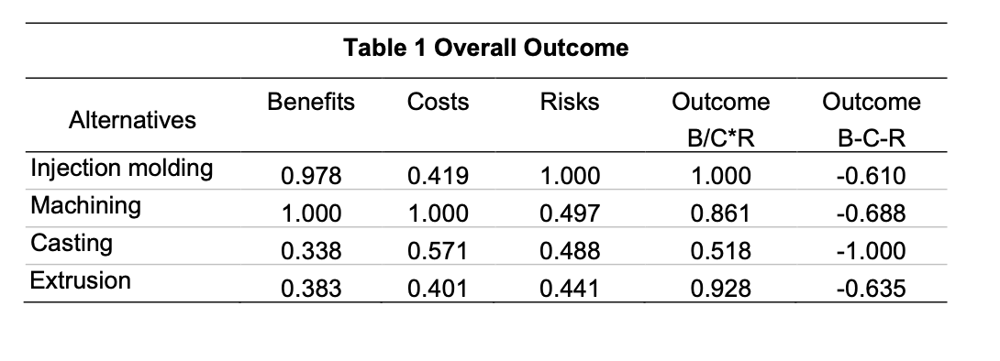 Table 1 Overall Outcome
Alternatives Benefits Costs Risks Outcome B/C*R Outcome B-C-R
Injection molding 0.978 0.419 1.000 1.000 -0.610
Machining 1.000 1.000 0.497 0.861 -0.688
Casting 0.338 0.571 0.488 0.518 -1.000
Extrusion 0.383 0.401 0.441 0.928 -0.635